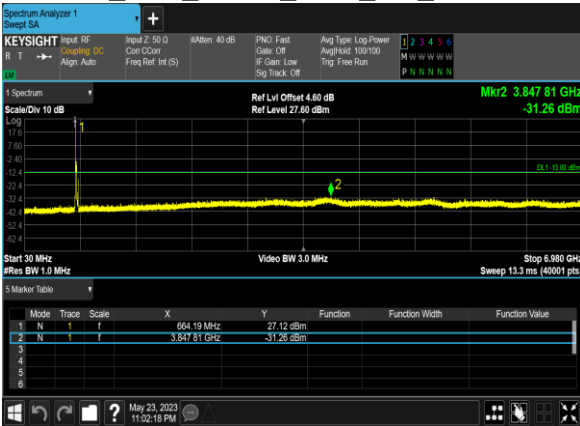 Spectrum Analyzer 1
Swept SA
+
KEYSIGHT
R T
LW
Input: RF
Coupling: DC
Align: Auto
Input Z: 50 Ω
Corr CCorr
Freq Ref: Int (S)
#Atten: 40 dB
PNO: Fast
Gate: Off
IF Gain: Low
Sig Track: Off
Avg Type: Log-Power
Avg|Hold: 100/100
Trig: Free Run
1 2 3 4 5 6
M W W W W W
P N N N N N
1 Spectrum
Scale/Div 10 dB
Ref Lvl Offset 4.60 dB
Ref Level 27.60 dBm
Mkr2 3.847 81 GHz
-31.26 dBm
Log
17.6
7.60
-2.40
-12.4
-22.4
-32.4
-42.4
-52.4
-62.4
1
DL1 -13.00 dBm
2
Start 30 MHz
#Res BW 1.0 MHz
Video BW 3.0 MHz
Stop 6.980 GHz
Sweep 13.3 ms (40001 pts
5 Marker Table
Mode Trace Scale X Y Function Function Width Function Value
1 N 1 f 664.19 MHz 27.12 dBm
2 N 1 f 3.847 81 GHz -31.26 dBm
3
4
5
6
?
May 23, 2023
11:02:18 PM